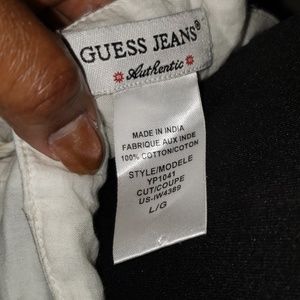 GUESS JEANS®
Authentic
MADE IN INDIA
FABRIQUE AUX INDE
100% COTTON/COTON
STYLE/MODELE
YP1041
CUT/COUPE
US-IW4389
L/G